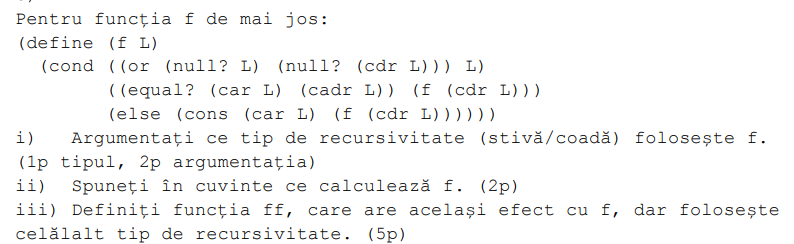 Pentru funcția f de mai jos:
(define (f L)
  (cond ((or (null? L) (null? (cdr L))) L)
        ((equal? (car L) (cadr L)) (f (cdr L)))
        (else (cons (car L) (f (cdr L))))))
i)   Argumentați ce tip de recursivitate (stivă/coadă) folosește f.
(1p tipul, 2p argumentația)
ii)  Spuneți în cuvinte ce calculează f. (2p)
iii) Definiți funcția ff, care are același efect cu f, dar folosește
celălalt tip de recursivitate. (5p)